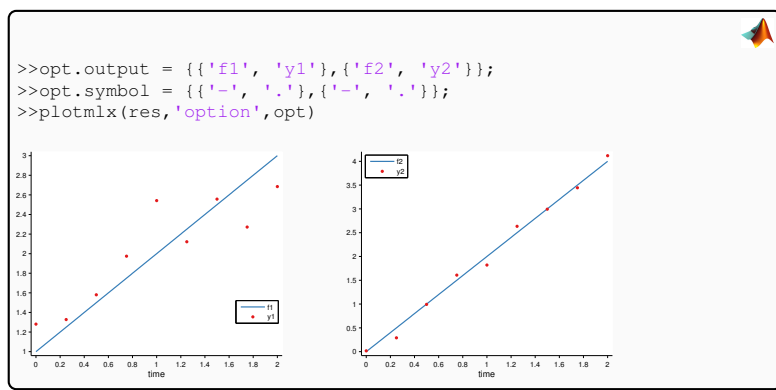 >>opt.output = {{'f1', 'y1'},{'f2', 'y2'}};
>>opt.symbol = {{'-', '.'},{'-', '.'}};
>>plotmlx(res,'option',opt)
3
2.8
2.6
2.4
2.2
2
1.8
1.6
1.4
1.2
1
0 0.2 0.4 0.6 0.8 1 1.2 1.4 1.6 1.8 2
time
f1
y1
4
3.5
3
2.5
2
1.5
1
0.5
0
0 0.2 0.4 0.6 0.8 1 1.2 1.4 1.6 1.8 2
time
f2
y2